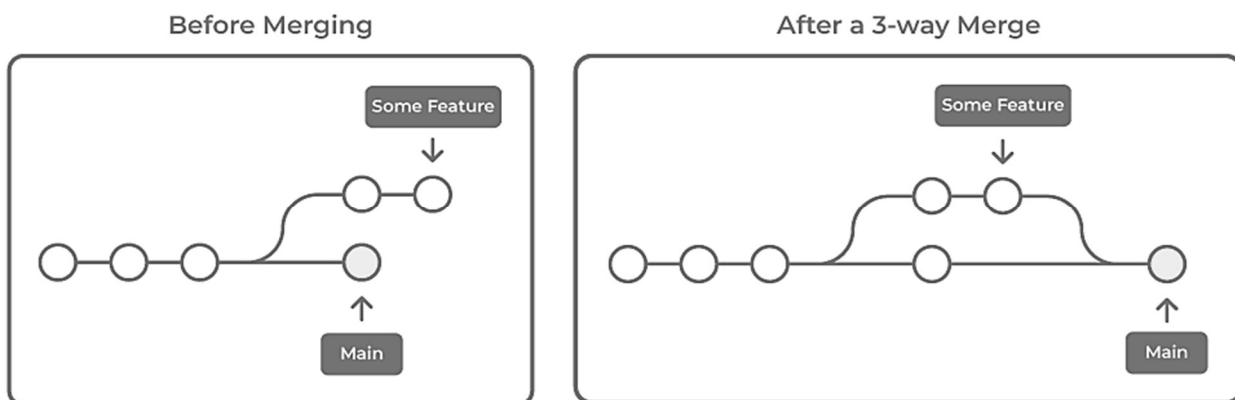 Before Merging
Some Feature
Main
After a 3-way Merge
Some Feature
Main